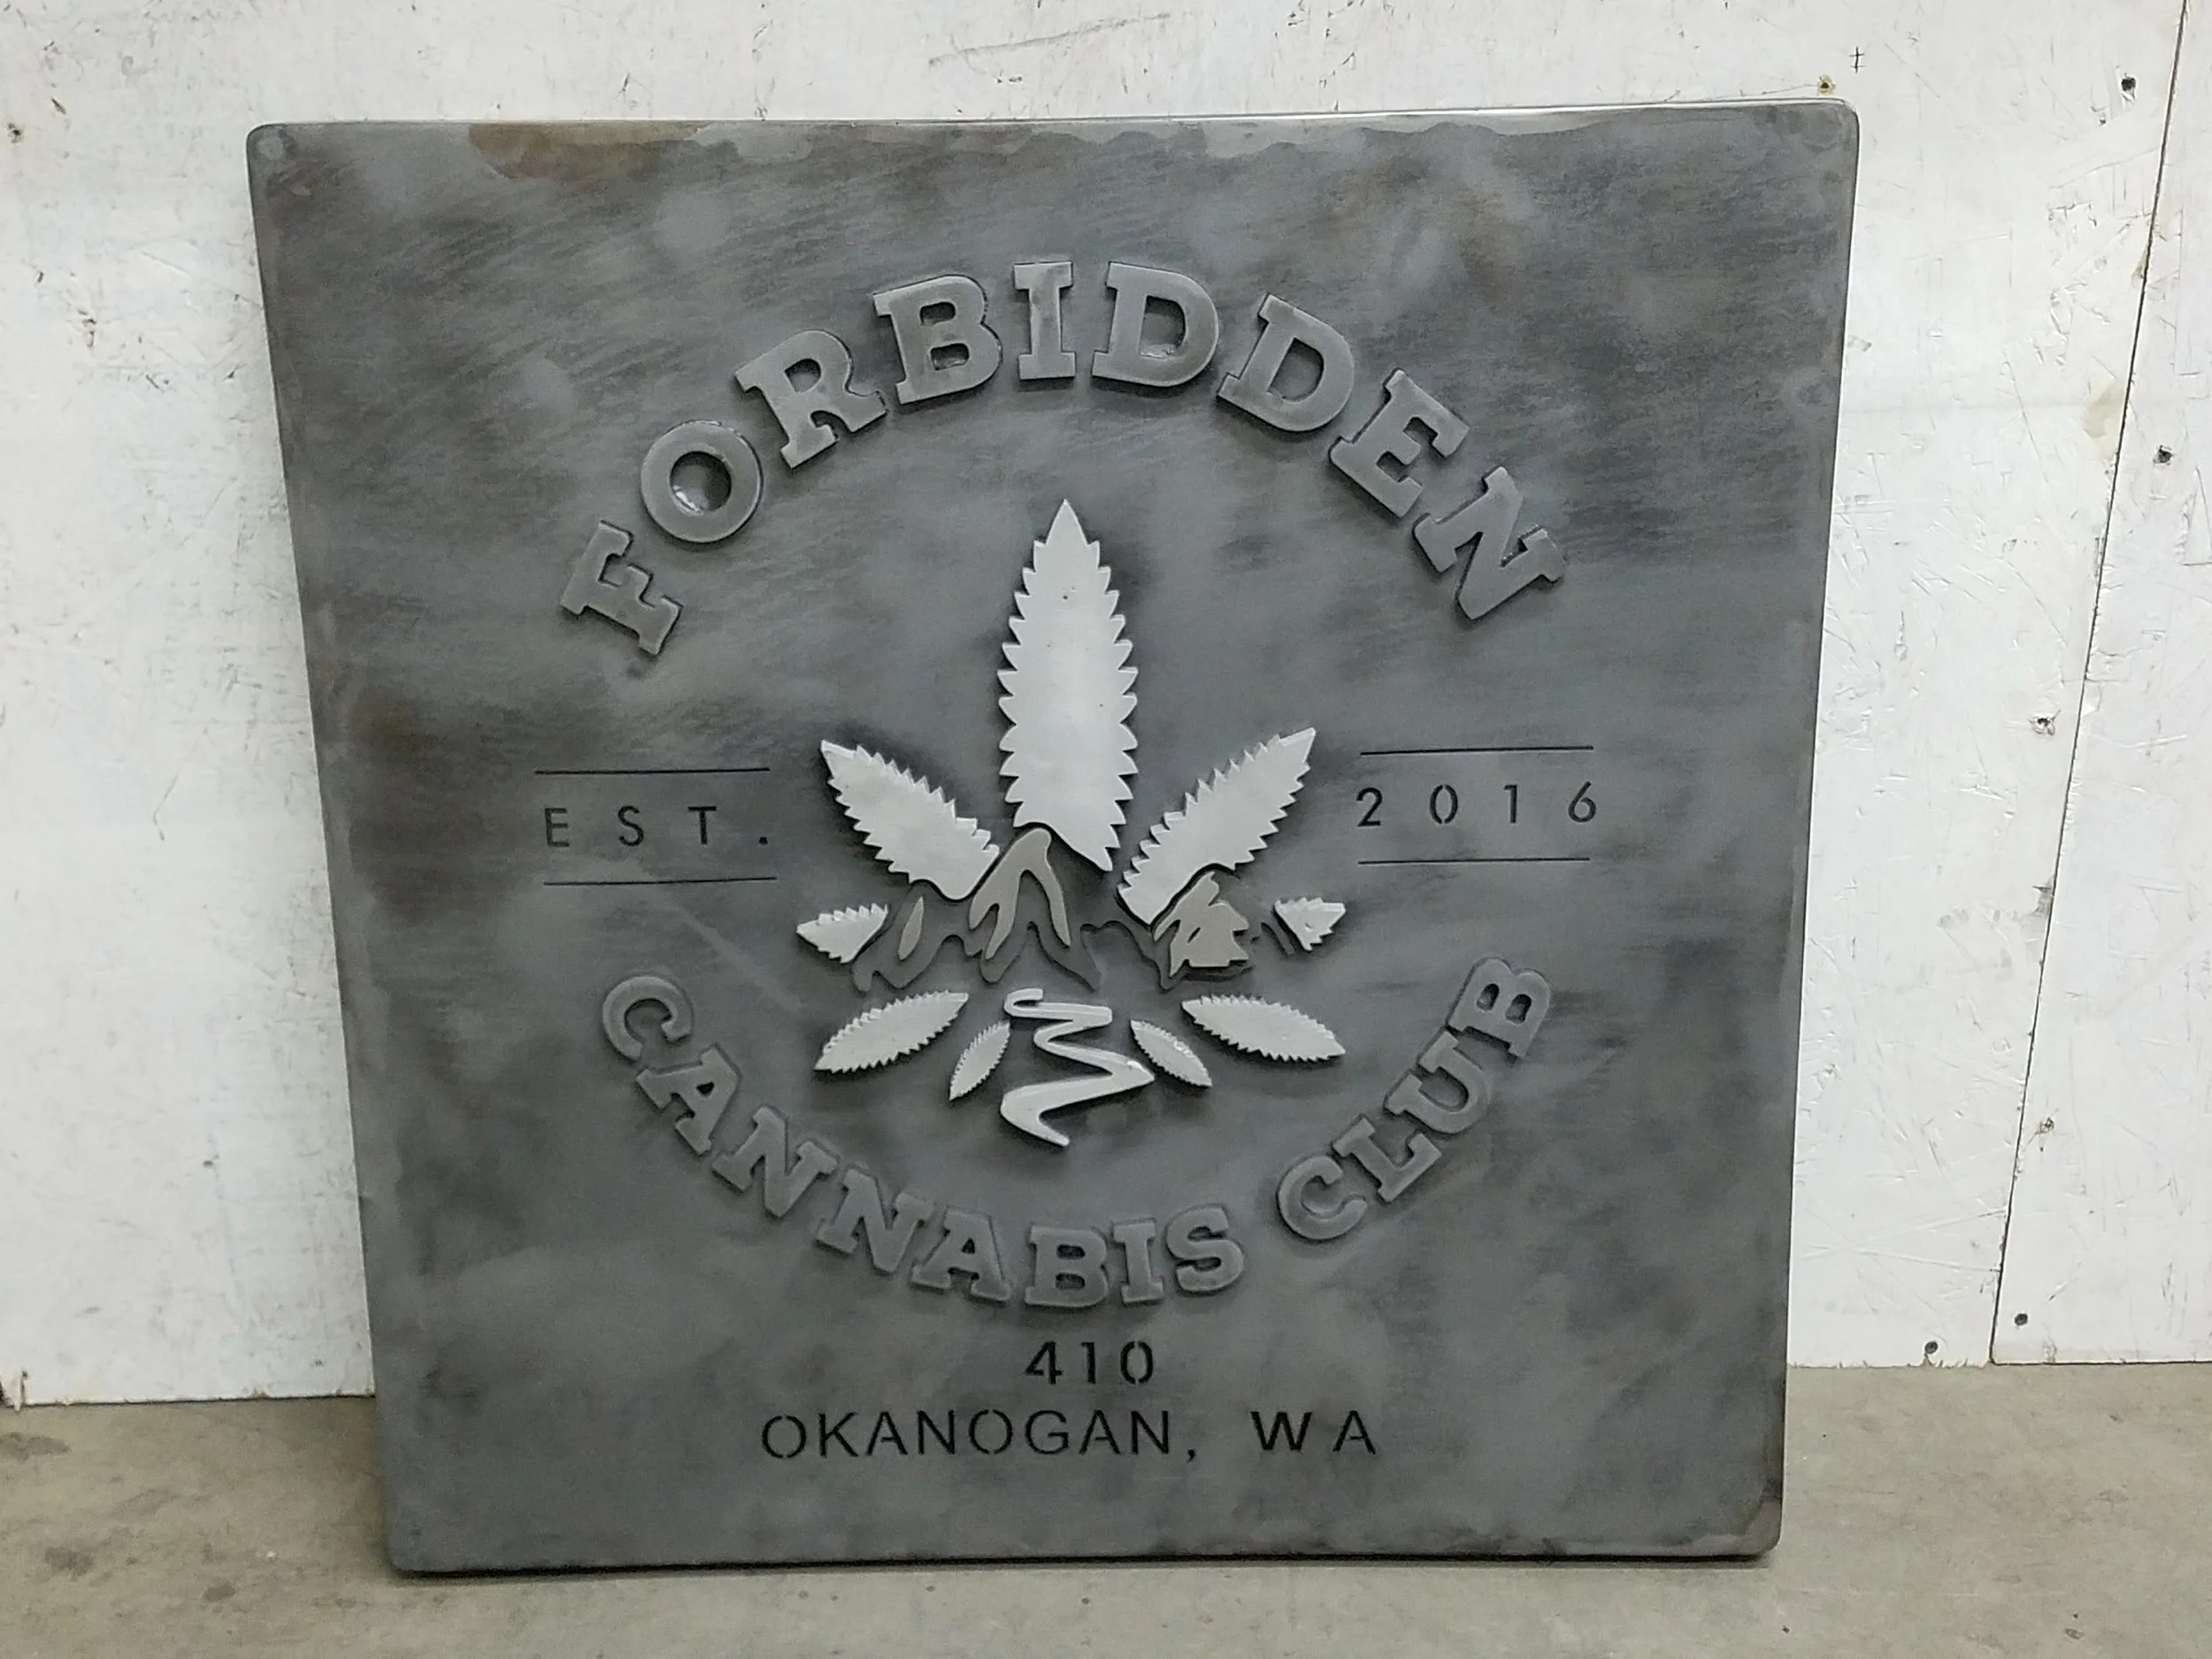 FORBIDDEN
EST. 2016
CANNABIS CLUB
410
OKANOGAN, WA